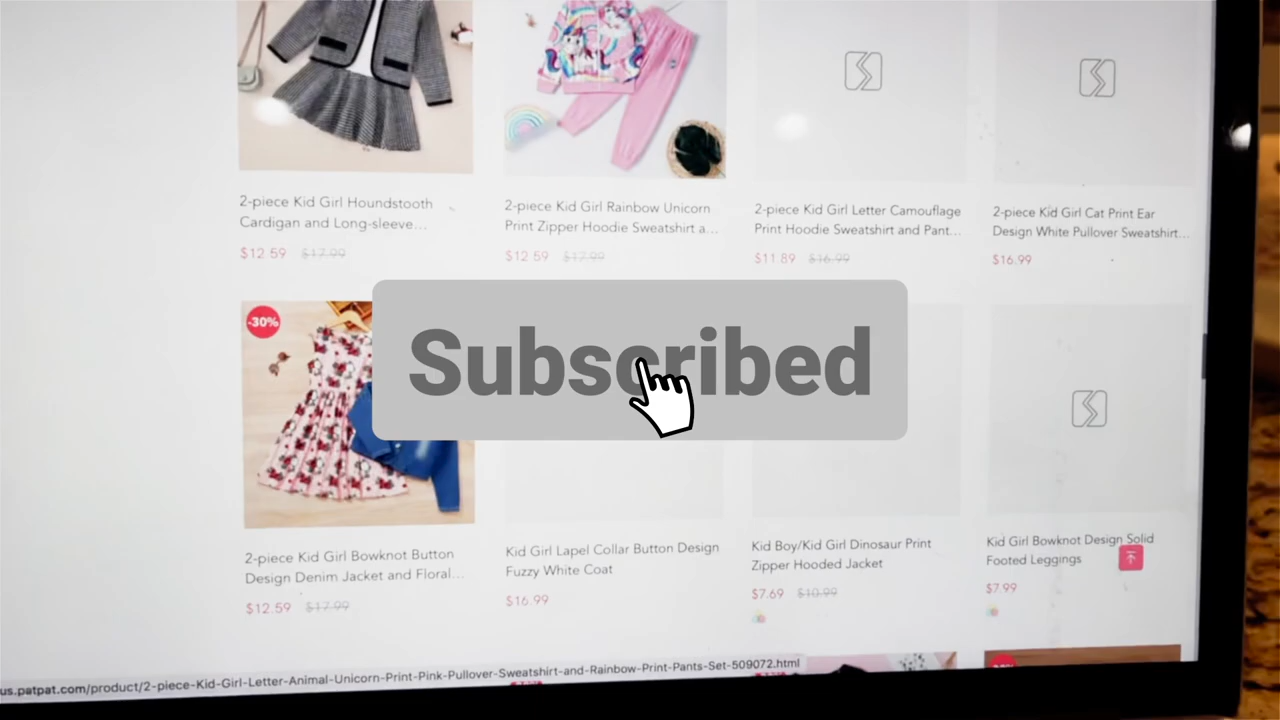 2-piece Kid Girl Houndstooth
Cardigan and Long-sleeve...
$12.59 $17.99
2-piece Kid Girl Rainbow Unicorn
Print Zipper Hoodie Sweatshirt a...
$12.59 $17.99
2-piece Kid Girl Letter Camouflage
Print Hoodie Sweatshirt and Pant...
$11.89 $16.99
2-piece Kid Girl Cat Print Ear
Design White Pullover Sweatshirt...
$16.99
-30%
Subscribed
2-piece Kid Girl Bowknot Button
Design Denim Jacket and Floral...
$12.59 $17.99
Kid Girl Lapel Collar Button Design
Fuzzy White Coat
$16.99
Kid Boy/Kid Girl Dinosaur Print
Zipper Hooded Jacket
$7.69 $10.99
Kid Girl Bowknot Design Solid
Footed Leggings
$7.99
us.patpat.com/product/2-piece-Kid-Girl-Letter-Animal-Unicorn-Print-Pink-Pullover-Sweatshirt-and-Rainbow-Print-Pants-Set-509072.html